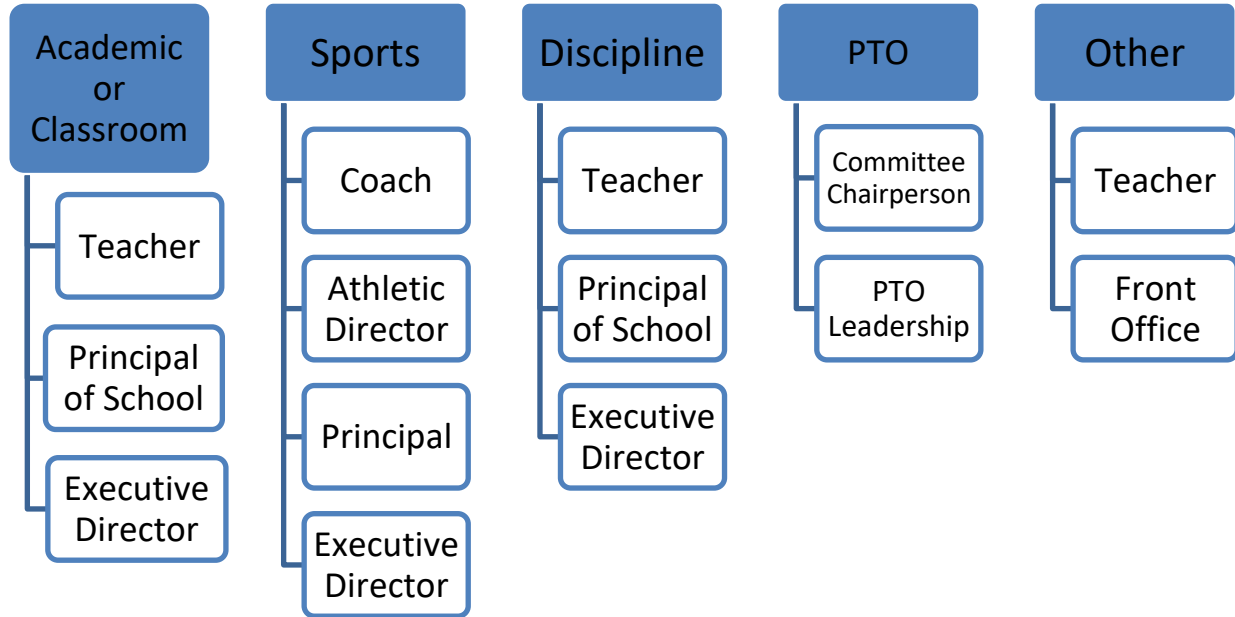 Academic
or
Classroom
Teacher
Principal
of School
Executive
Director
Sports
Coach
Athletic
Director
Principal
Executive
Director
Discipline
Teacher
Principal
of School
Executive
Director
PTO
Committee
Chairperson
PTO
Leadership
Other
Teacher
Front
Office